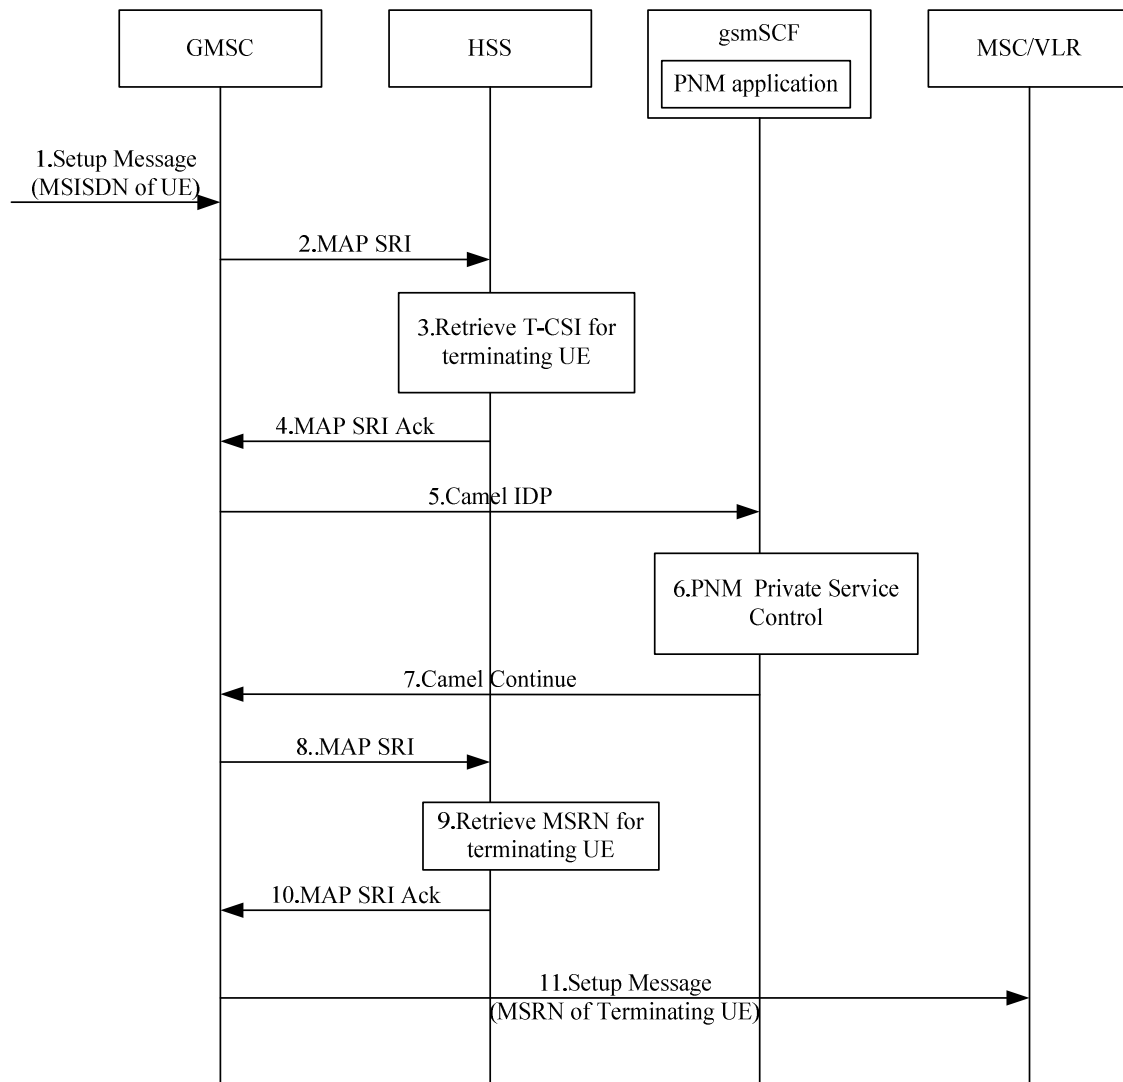 GMSC
HSS
gsmSCF
PNM application
MSC/VLR
1.Setup Message
(MSISDN of UE)
2.MAP SRI
3.Retrieve T-CSI for
terminating UE
4.MAP SRI Ack
5.Camel IDP
6.PNM Private Service
Control
7.Camel Continue
8..MAP SRI
9.Retrieve MSRN for
terminating UE
10.MAP SRI Ack
11.Setup Message
(MSRN of Terminating UE)